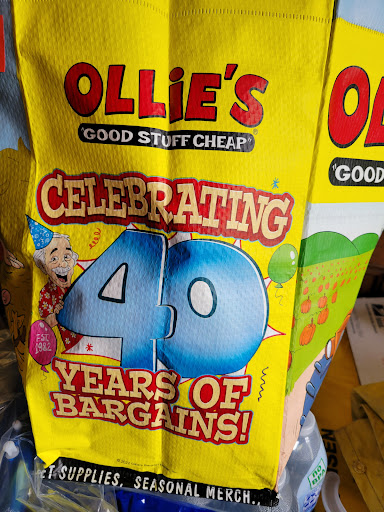 OLLiE'S
"GOOD STUFF CHEAP"
CELEBRATING
40
EST.
1982
YEARS OF
BARGAINS!
ET SUPPLIES, SEASONAL MERCH..
OL
"GOOD